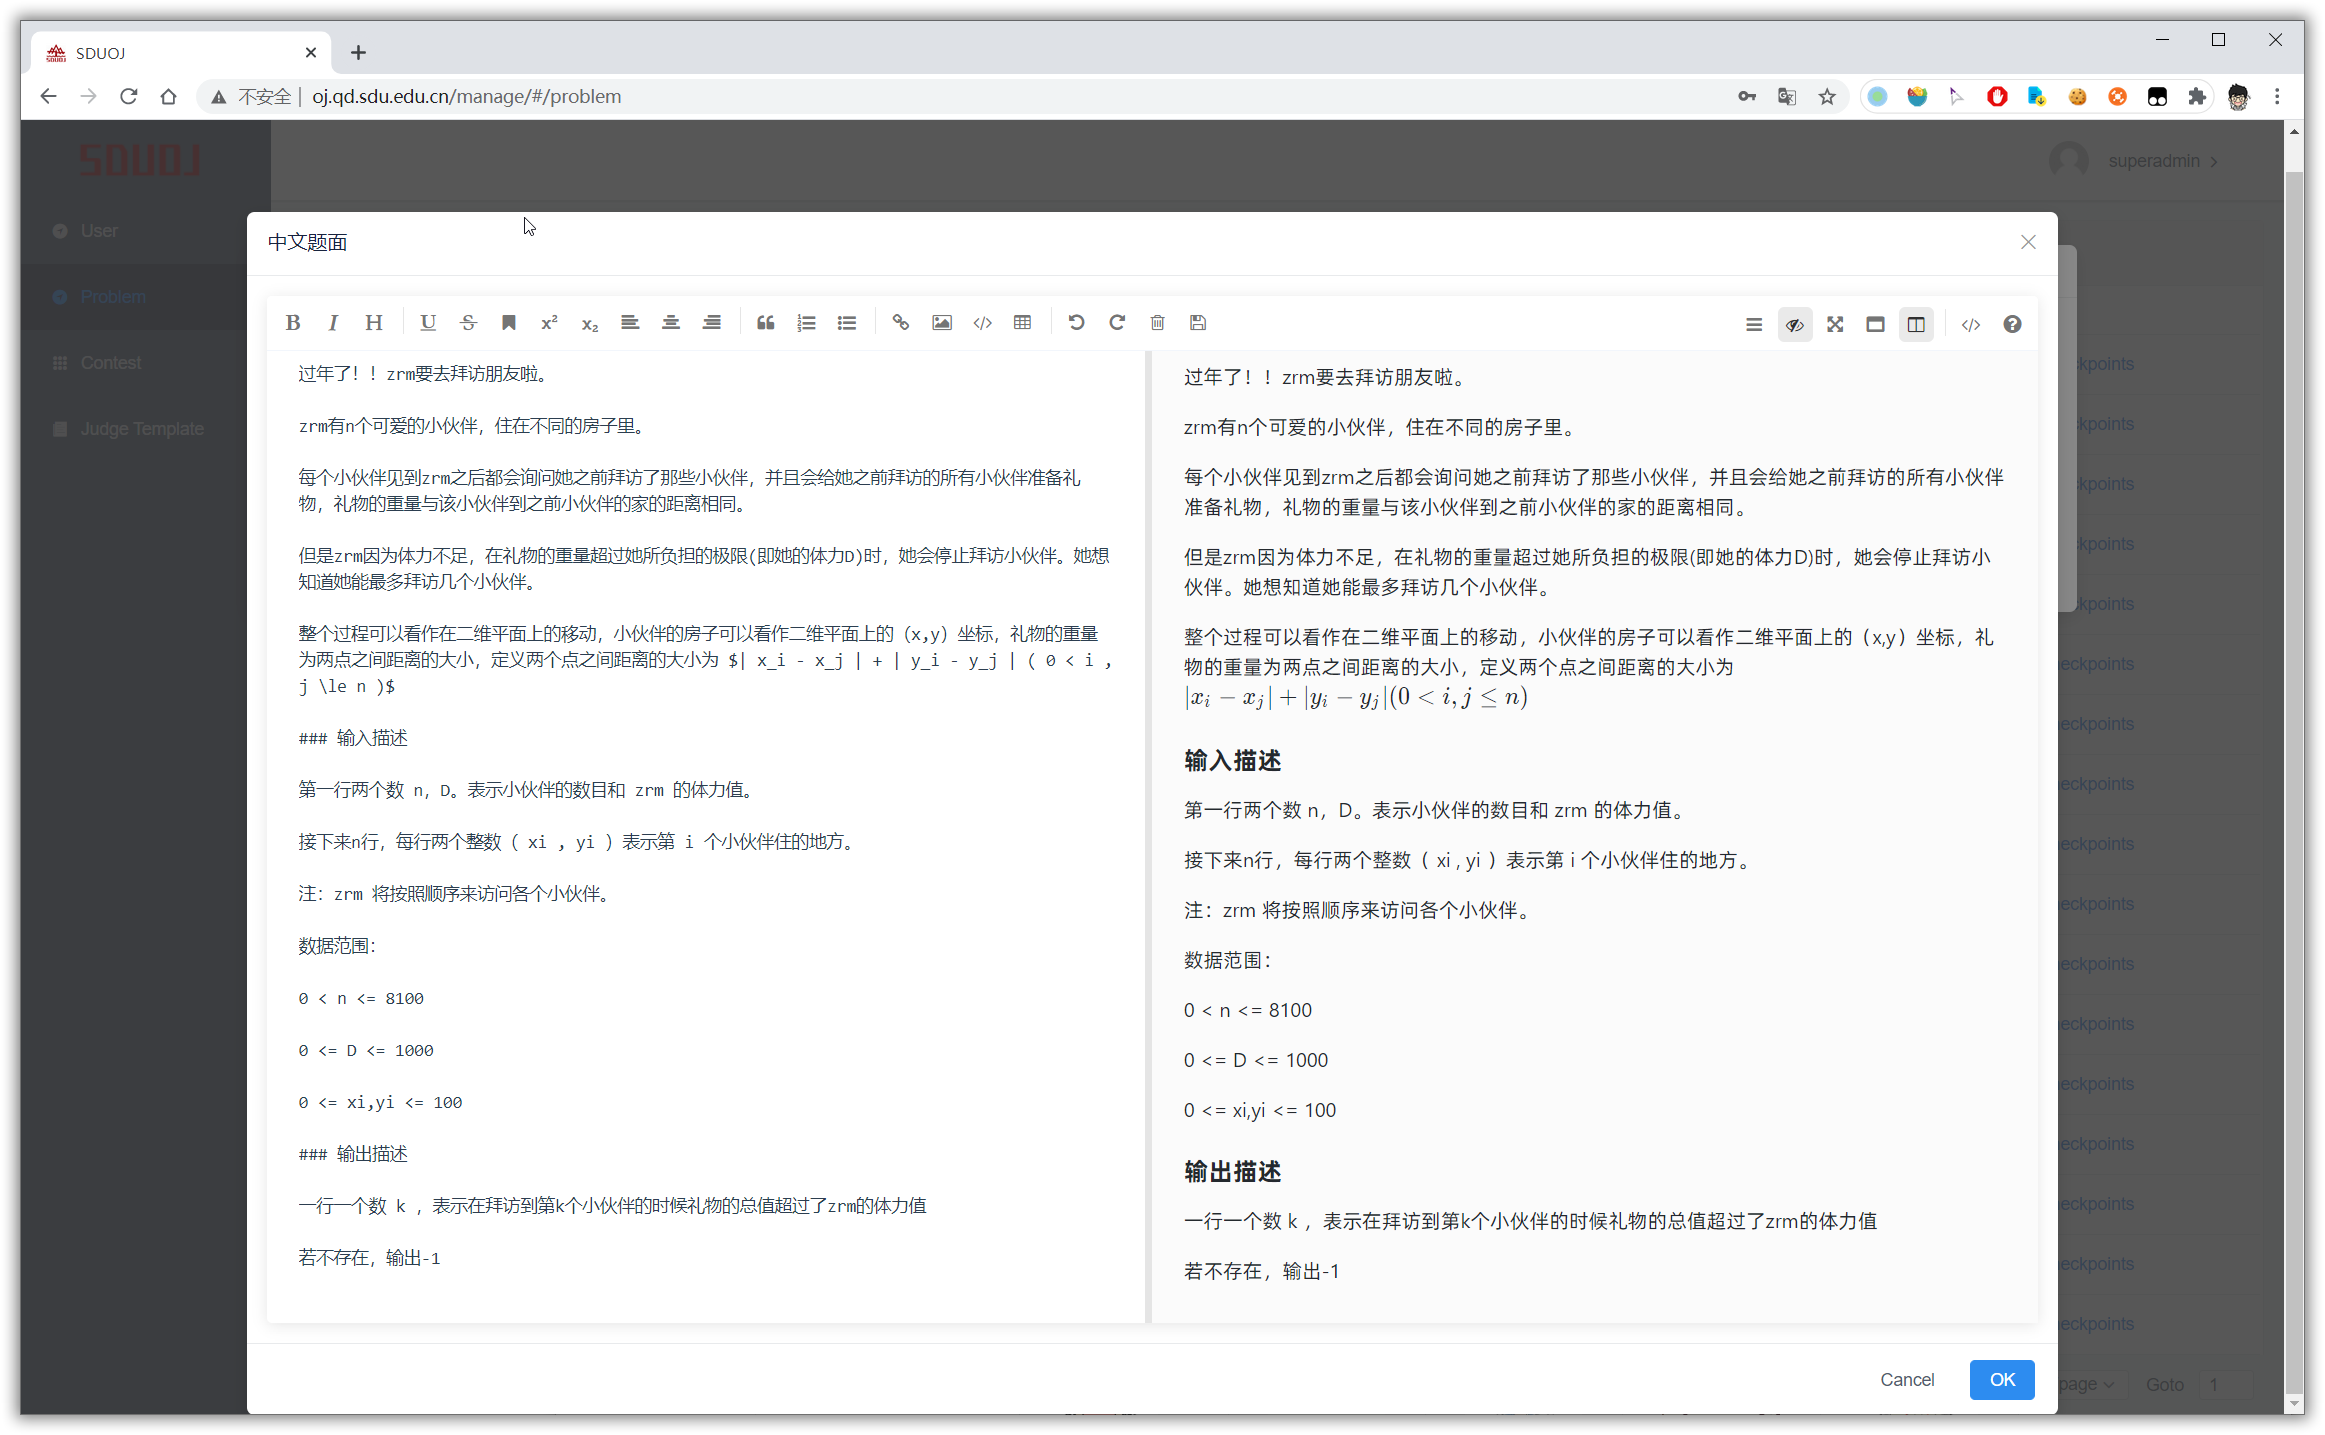 SDUOJ
不安全 | oj.qd.sdu.edu.cn/manage/#/problem
SDUOJ
superadmin
User
Problem
Contest
Judge Template
中文题面
过年了！！zrm要去拜访朋友啦。
zrm有n个可爱的小伙伴，住在不同的房子里。
每个小伙伴见到zrm之后都会询问她之前拜访了那些小伙伴，并且会给她之前拜访的所有小伙伴准备礼
物，礼物的重量与该小伙伴到之前小伙伴的家的距离相同。
但是zrm因为体力不足，在礼物的重量超过她所负担的极限(即她的体力D)时，她会停止拜访小伙伴。她想
知道她能最多拜访几个小伙伴。
整个过程可以看作在二维平面上的移动，小伙伴的房子可以看作二维平面上的（x,y）坐标，礼物的重量
为两点之间距离的大小，定义两个点之间距离的大小为 $| x_i - x_j | + | y_i - y_j | ( 0 < i ,
j \le n )$
### 输入描述
第一行两个数 n，D。表示小伙伴的数目和 zrm 的体力值。
接下来n行，每行两个整数（ xi , yi ）表示第 i 个小伙伴住的地方。
注：zrm 将按照顺序来访问各个小伙伴。
数据范围：
0 < n <= 8100
0 <= D <= 1000
0 <= xi,yi <= 100
### 输出描述
一行一个数 k ，表示在拜访到第k个小伙伴的时候礼物的总值超过了zrm的体力值
若不存在，输出-1
过年了！！zrm要去拜访朋友啦。
zrm有n个可爱的小伙伴，住在不同的房子里。
每个小伙伴见到zrm之后都会询问她之前拜访了那些小伙伴，并且会给她之前拜访的所有小伙伴
准备礼物，礼物的重量与该小伙伴到之前小伙伴的家的距离相同。
但是zrm因为体力不足，在礼物的重量超过她所负担的极限(即她的体力D)时，她会停止拜访小
伙伴。她想知道她能最多拜访几个小伙伴。
整个过程可以看作在二维平面上的移动，小伙伴的房子可以看作二维平面上的（x,y）坐标，礼
物的重量为两点之间距离的大小，定义两个点之间距离的大小为
|xᵢ − xⱼ| + |yᵢ − yⱼ|(0 < i, j ≤ n)
输入描述
第一行两个数 n，D。表示小伙伴的数目和 zrm 的体力值。
接下来n行，每行两个整数（ xi , yi ）表示第 i 个小伙伴住的地方。
注：zrm 将按照顺序来访问各个小伙伴。
数据范围：
0 < n <= 8100
0 <= D <= 1000
0 <= xi,yi <= 100
输出描述
一行一个数 k ，表示在拜访到第k个小伙伴的时候礼物的总值超过了zrm的体力值
若不存在，输出-1
Cancel
OK
page
Goto
1